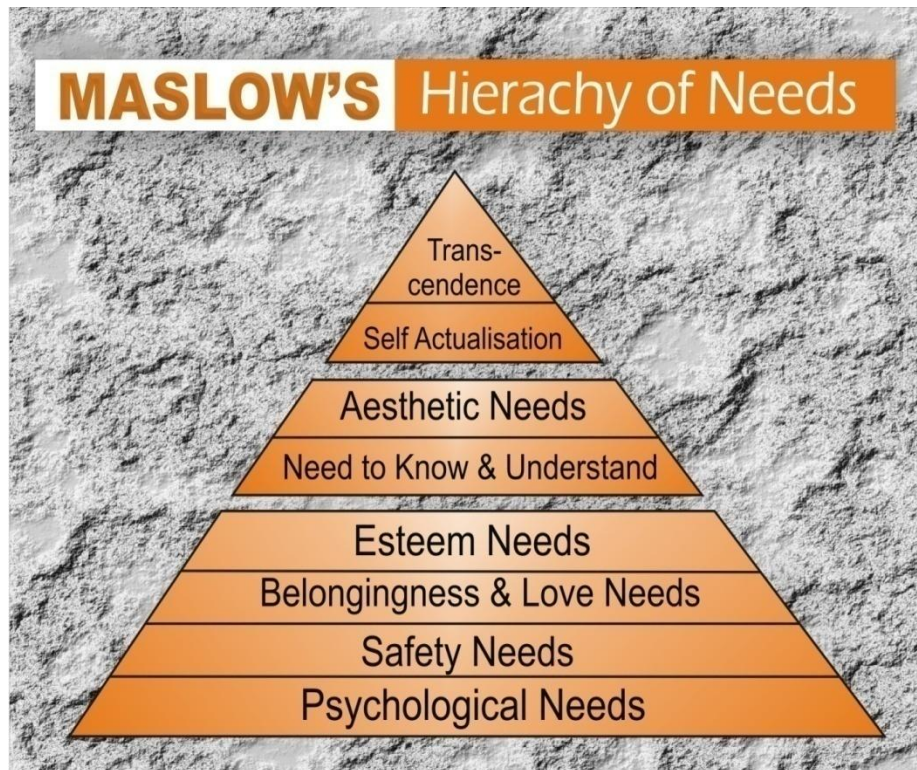 MASLOW'S Hierachy of Needs
Trans-
cendence
Self Actualisation
Aesthetic Needs
Need to Know & Understand
Esteem Needs
Belongingness & Love Needs
Safety Needs
Psychological Needs